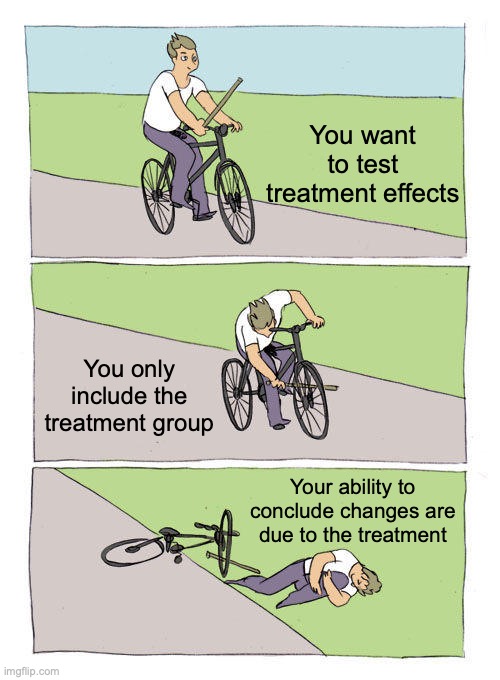 You want
to test
treatment effects
You only
include the
treatment group
Your ability to
conclude changes are
due to the treatment
imgflip.com